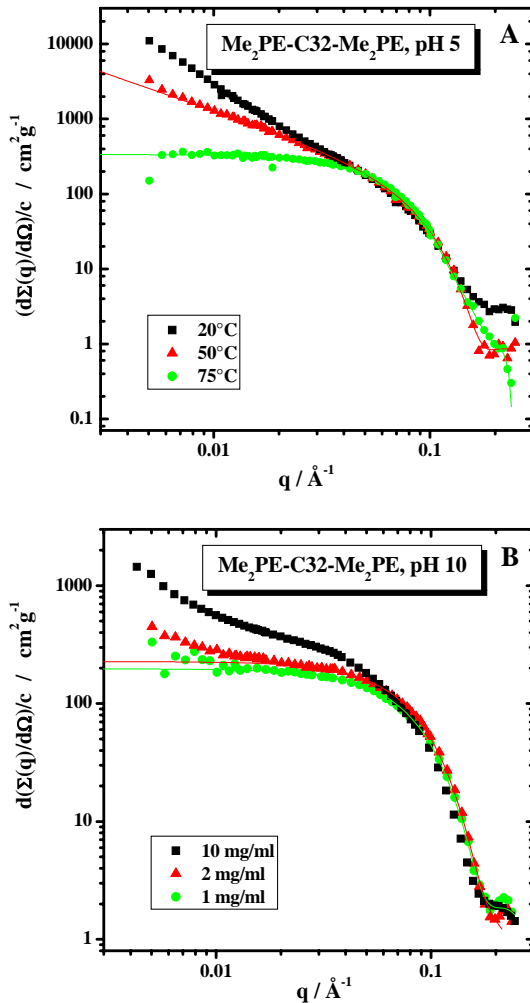 A
Me₂PE-C32-Me₂PE, pH 5
10000
1000
100
10
1
0.1
(dΣ(q)/dΩ)/c / cm²g⁻¹
20°C
50°C
75°C
0.01
0.1
q / Å⁻¹
B
Me₂PE-C32-Me₂PE, pH 10
1000
100
10
1
d(Σ(q)/dΩ)/c / cm²g⁻¹
10 mg/ml
2 mg/ml
1 mg/ml
0.01
0.1
q / Å⁻¹